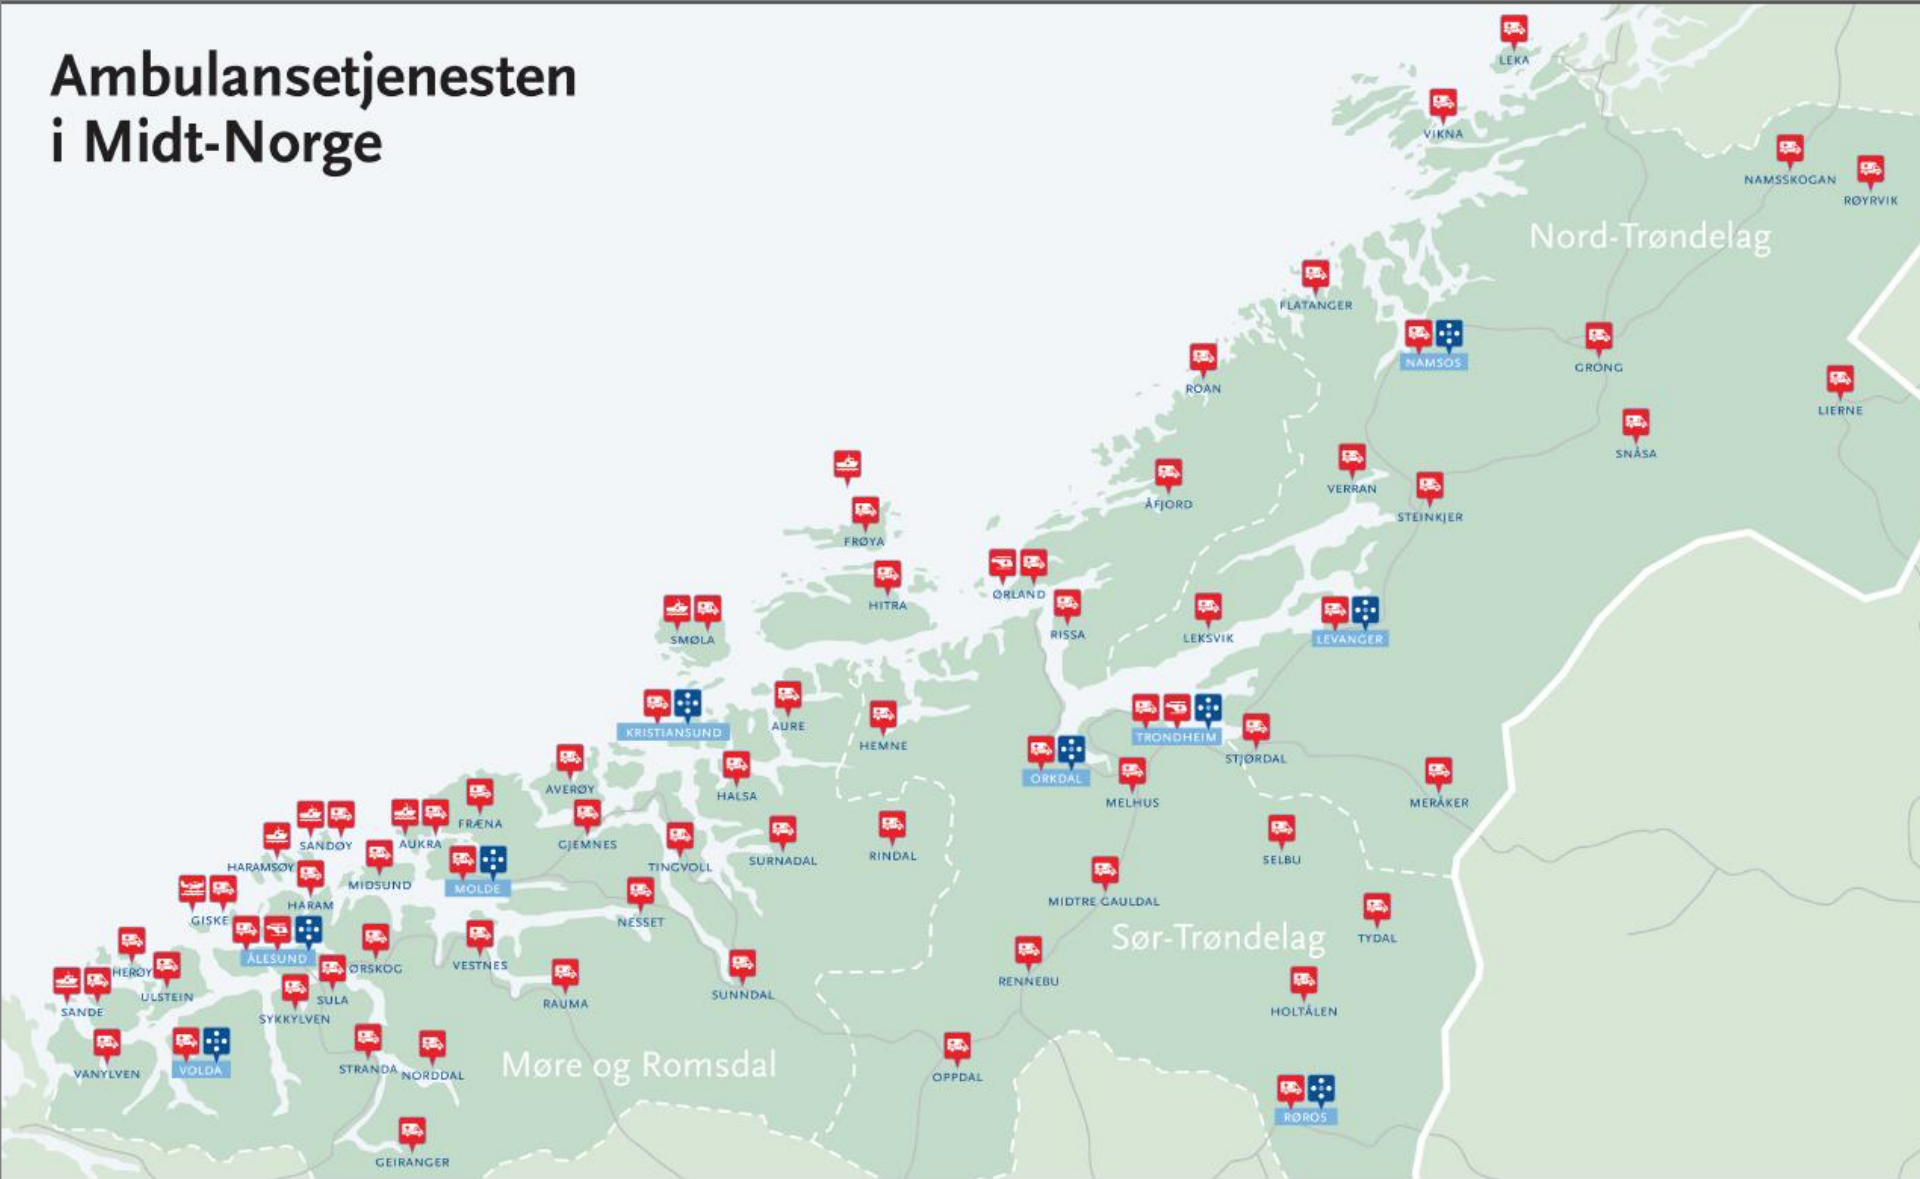 Ambulansetjenesten
i Midt-Norge
LEKA
VIKNA
NAMSSKOGAN
RØYRVIK
Nord-Trøndelag
FLATANGER
NAMSOS
GRONG
ROAN
LIERNE
SNÅSA
VERRAN
ÅFJORD
STEINKJER
FRØYA
ØRLAND
HITRA
RISSA
LEKSVIK
LEVANGER
SMØLA
AURE
KRISTIANSUND
TRONDHEIM
HEMNE
STJØRDAL
ORKDAL
AVERØY
HALSA
MELHUS
MERÅKER
FRÆNA
SANDØY
AUKRA
GJEMNES
RINDAL
SURNADAL
SELBU
HARAMSØY
TINGVOLL
MIDSUND
MOLDE
MIDTRE GAULDAL
HARAM
GISKE
NESSET
Sør-Trøndelag
TYDAL
ÅLESUND
VESTNES
ØRSKOG
HERØY
RENNEBU
SUNNDAL
ULSTEIN
SULA
RAUMA
SANDE
HOLTÅLEN
SYKKYLVEN
Møre og Romsdal
VOLDA
STRANDA
VANYLVEN
NORDDAL
OPPDAL
RØROS
GEIRANGER